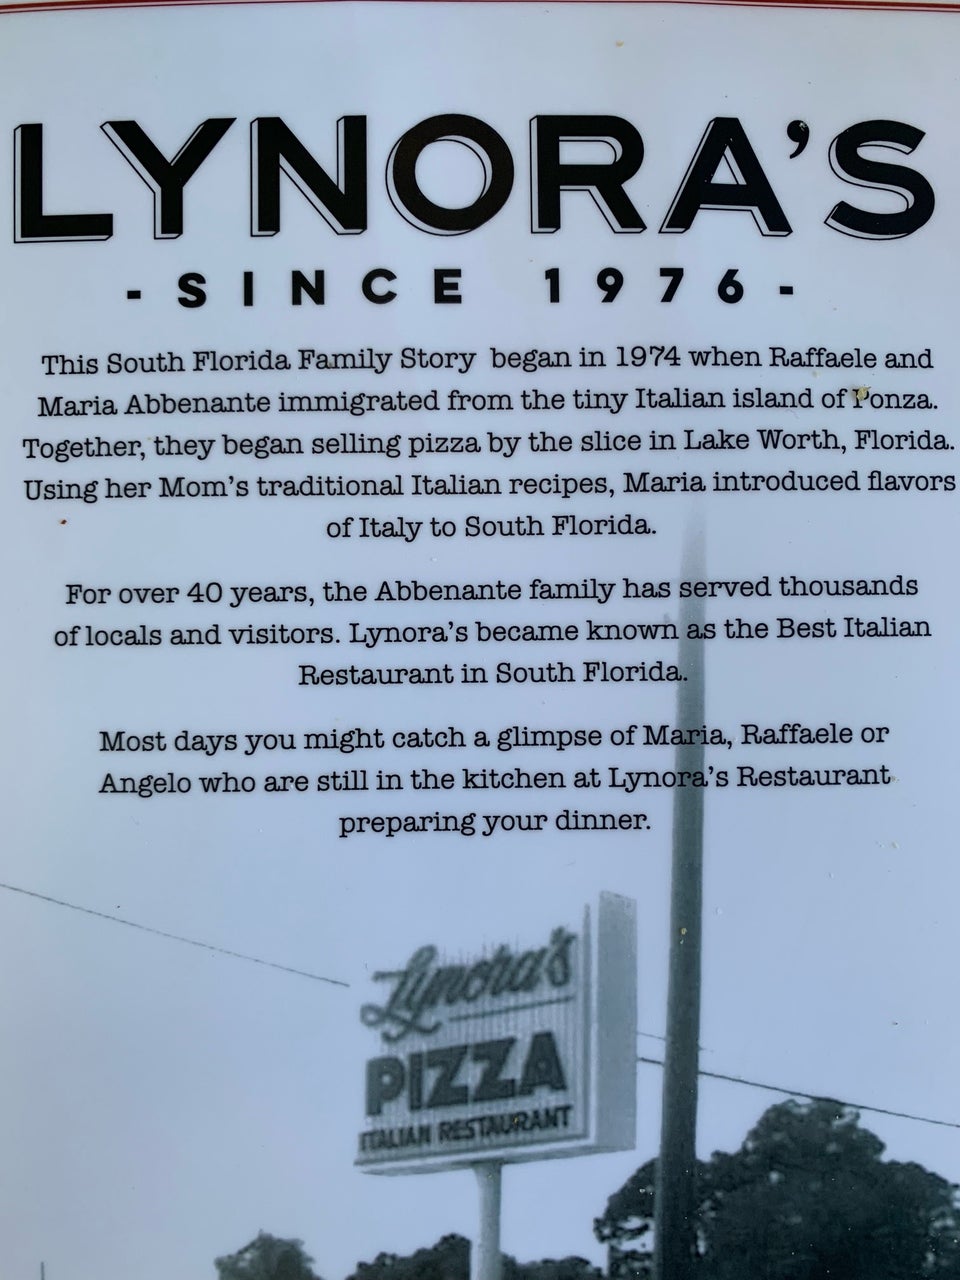 LYNORA'S
- SINCE 1976 -
This South Florida Family Story began in 1974 when Raffaele and
Maria Abbenante immigrated from the tiny Italian island of Ponza.
Together, they began selling pizza by the slice in Lake Worth, Florida.
Using her Mom's traditional Italian recipes, Maria introduced flavors
of Italy to South Florida.
For over 40 years, the Abbenante family has served thousands
of locals and visitors. Lynora's became known as the Best Italian
Restaurant in South Florida.
Most days you might catch a glimpse of Maria, Raffaele or
Angelo who are still in the kitchen at Lynora's Restaurant
preparing your dinner.
Lynora's
PIZZA
ITALIAN RESTAURANT